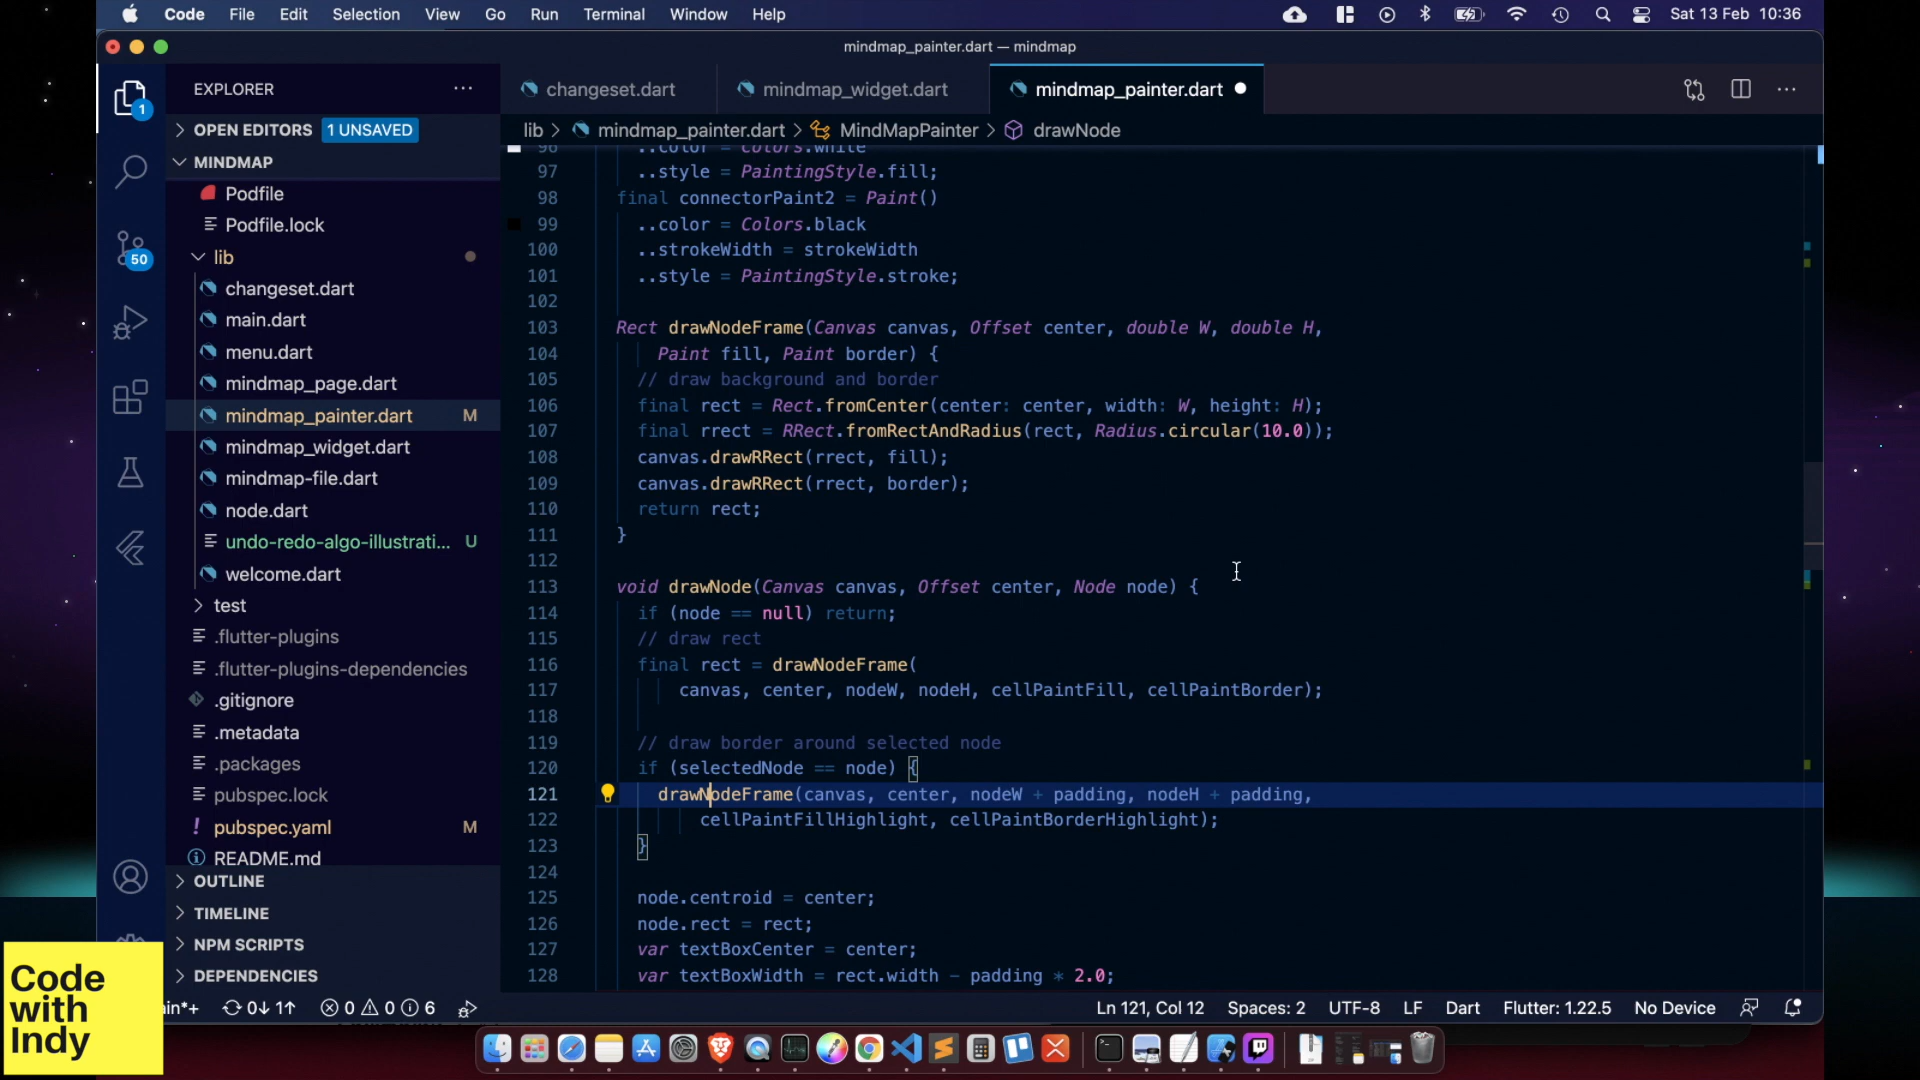 Code File Edit Selection View Go Run Terminal Window Help Sat 13 Feb 10:36
mindmap_painter.dart — mindmap
EXPLORER ···
changeset.dart mindmap_widget.dart mindmap_painter.dart
1
OPEN EDITORS 1 UNSAVED
lib > mindmap_painter.dart > MindMapPainter > drawNode
MINDMAP
Podfile
Podfile.lock
lib
changeset.dart
main.dart
menu.dart
mindmap_page.dart
mindmap_painter.dart M
mindmap_widget.dart
mindmap-file.dart
node.dart
undo-redo-algo-illustrati... U
welcome.dart
test
.flutter-plugins
.flutter-plugins-dependencies
.gitignore
.metadata
.packages
pubspec.lock
! pubspec.yaml M
README.md
OUTLINE
TIMELINE
NPM SCRIPTS
DEPENDENCIES
50
96 ..color = Colors.white
97 ..style = PaintingStyle.fill;
98 final connectorPaint2 = Paint()
99 ..color = Colors.black
100 ..strokeWidth = strokeWidth
101 ..style = PaintingStyle.stroke;
102
103 Rect drawNodeFrame(Canvas canvas, Offset center, double W, double H,
104 Paint fill, Paint border) {
105 // draw background and border
106 final rect = Rect.fromCenter(center: center, width: W, height: H);
107 final rrect = RRect.fromRectAndRadius(rect, Radius.circular(10.0));
108 canvas.drawRRect(rrect, fill);
109 canvas.drawRRect(rrect, border);
110 return rect;
111 }
112
113 void drawNode(Canvas canvas, Offset center, Node node) {
114 if (node == null) return;
115 // draw rect
116 final rect = drawNodeFrame(
117 canvas, center, nodeW, nodeH, cellPaintFill, cellPaintBorder);
118
119 // draw border around selected node
120 if (selectedNode == node) {
121 drawNodeFrame(canvas, center, nodeW + padding, nodeH + padding,
122 cellPaintFillHighlight, cellPaintBorderHighlight);
123 }
124
125 node.centroid = center;
126 node.rect = rect;
127 var textBoxCenter = center;
128 var textBoxWidth = rect.width - padding * 2.0;
Code
with
Indy
ain*+ 0↓ 1↑ 0 0 6 Ln 121, Col 12 Spaces: 2 UTF-8 LF Dart Flutter: 1.22.5 No Device